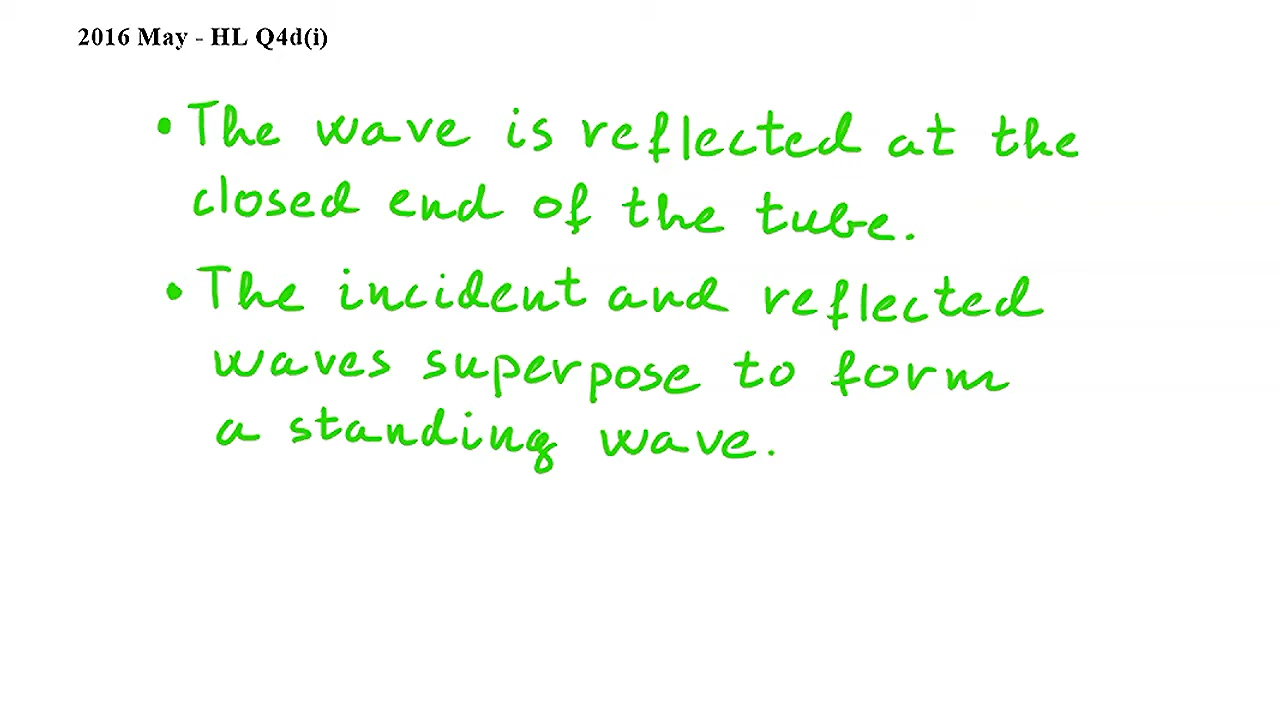 2016 May - HL Q4d(i)
• The wave is reflected at the
closed end of the tube.
• The incident and reflected
waves superpose to form
a standing wave.